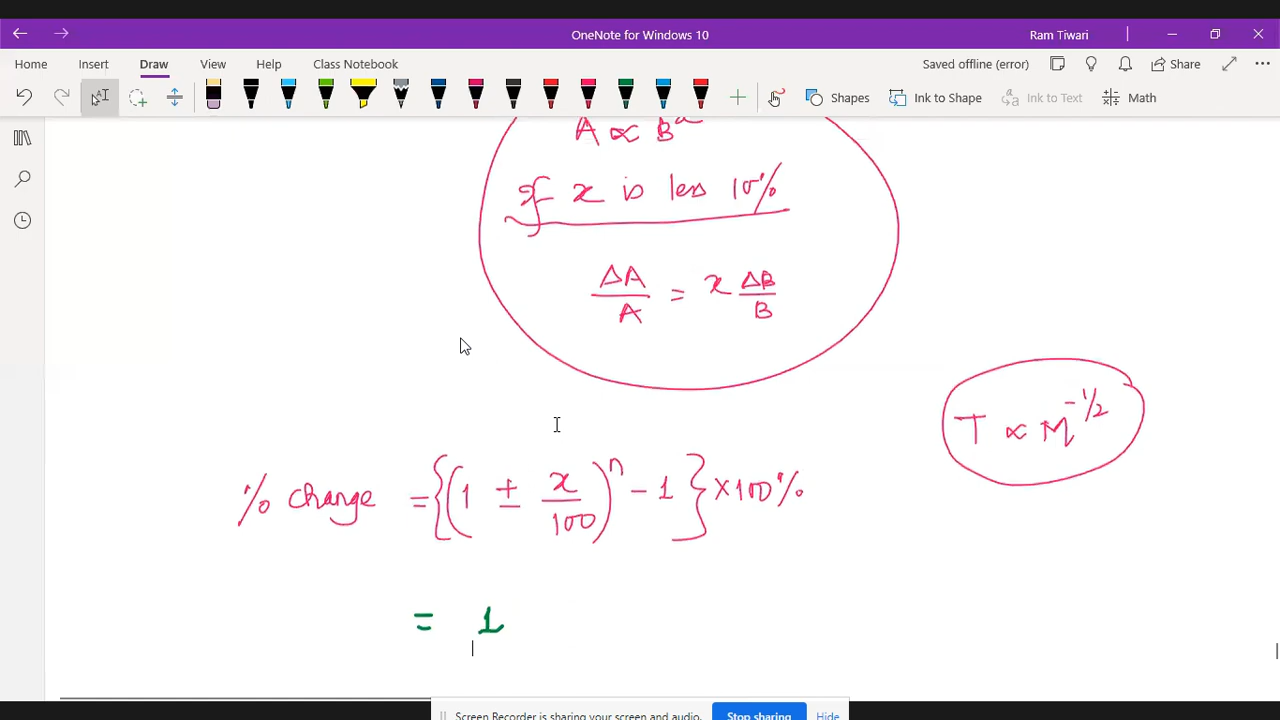 OneNote for Windows 10
Ram Tiwari
Home Insert Draw View Help Class Notebook
Saved offline (error)
Share
Shapes
Ink to Shape
Ink to Text
Math
A ∝ B^x
If x is less 10%
ΔA/A = x ΔB/B
T ∝ M^-1/2
% change = {(1 ± x/100)^n - 1} × 100%
= 1
Screen Recorder is sharing your screen and audio.
Stop sharing
Hide